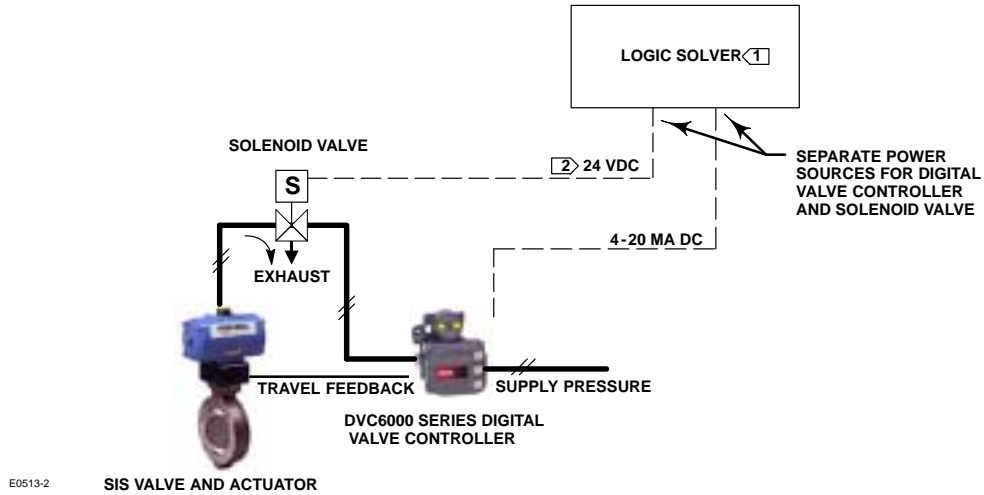 LOGIC SOLVER 1
SOLENOID VALVE
2 24 VDC
SEPARATE POWER
SOURCES FOR DIGITAL
VALVE CONTROLLER
AND SOLENOID VALVE
S
4-20 MA DC
EXHAUST
TRAVEL FEEDBACK
SUPPLY PRESSURE
DVC6000 SERIES DIGITAL
VALVE CONTROLLER
E0513-2
SIS VALVE AND ACTUATOR